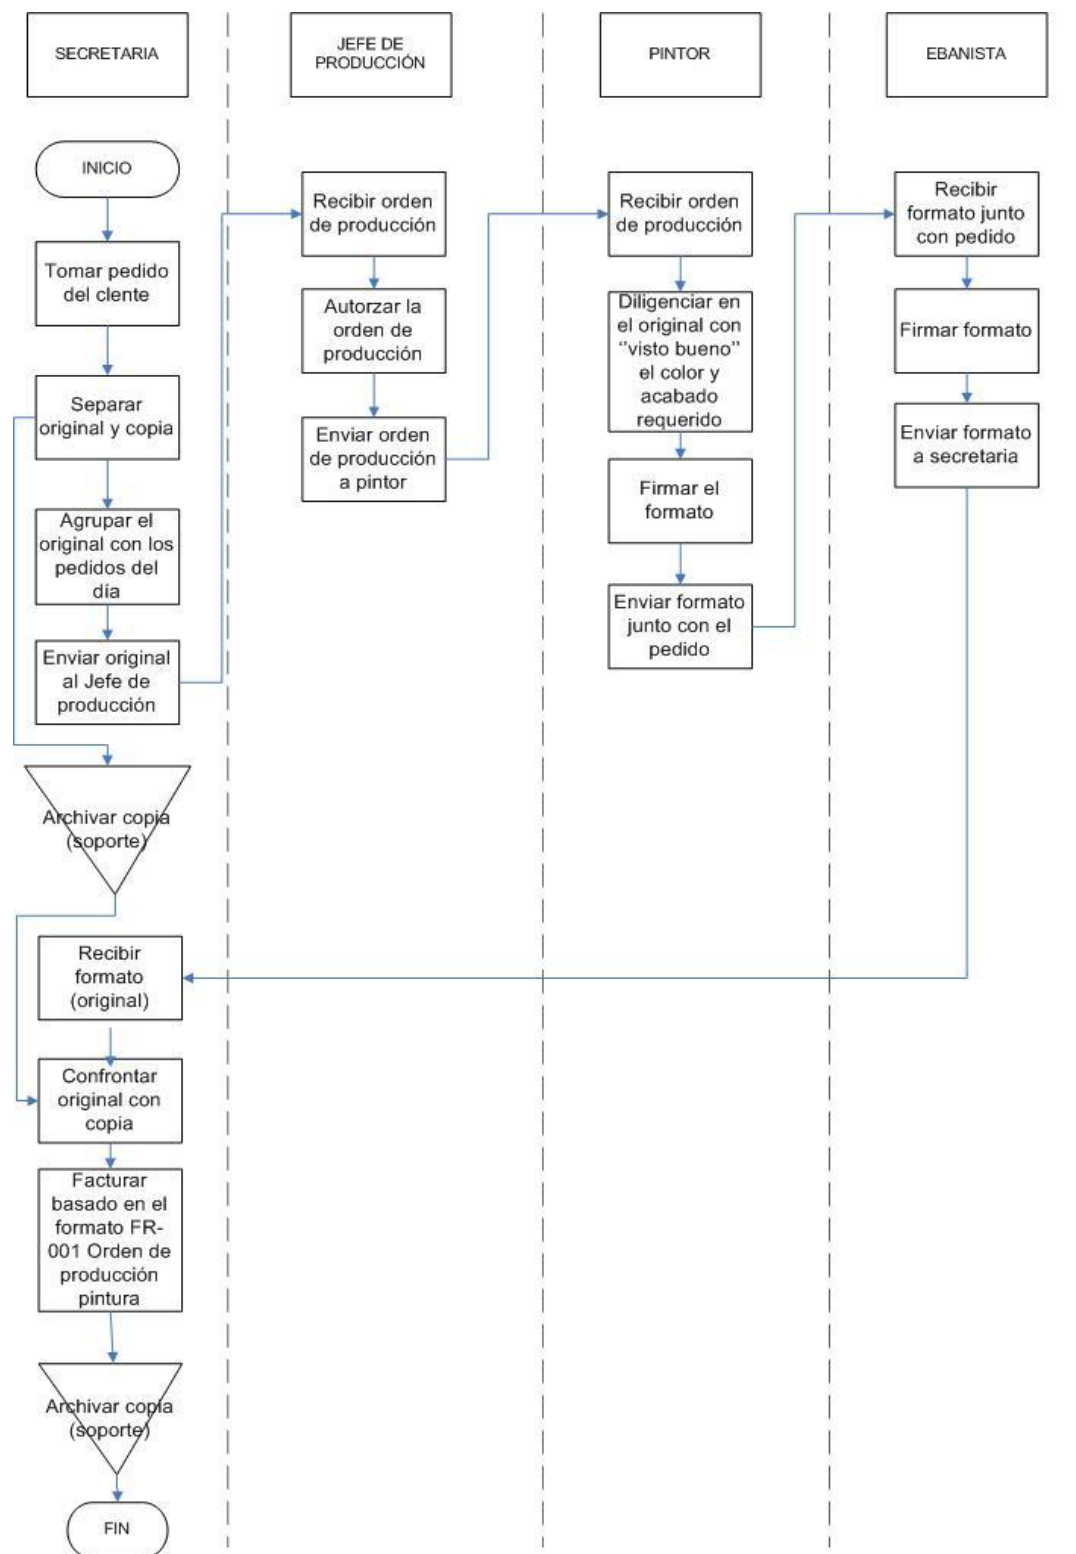 SECRETARIA
JEFE DE
PRODUCCIÓN
PINTOR
EBANISTA
INICIO
Tomar pedido
del clente
Separar
original y copia
Agrupar el
original con los
pedidos del
día
Enviar original
al Jefe de
producción
Archivar copia
(soporte)
Recibir
formato
(original)
Confrontar
original con
copia
Facturar
basado en el
formato FR-
001 Orden de
producción
pintura
Archivar copia
(soporte)
FIN
Recibir orden
de producción
Autorzar la
orden de
producción
Enviar orden
de producción
a pintor
Recibir orden
de producción
Diligenciar en
el original con
‘’visto bueno’’
el color y
acabado
requerido
Firmar el
formato
Enviar formato
junto con el
pedido
Recibir
formato junto
con pedido
Firmar formato
Enviar formato
a secretaria